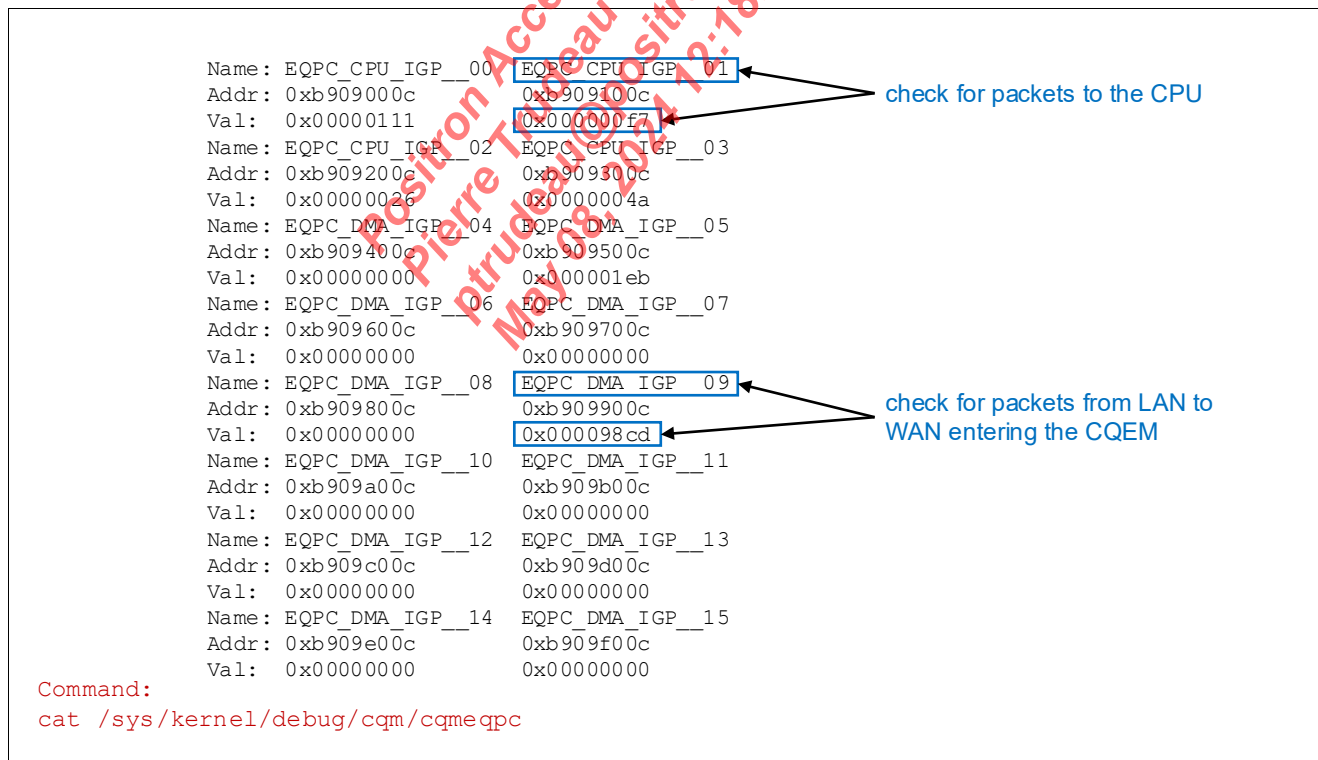 Name: EQPC_CPU_IGP__00 EQPC_CPU_IGP__01
Addr: 0xb909000c 0xb909100c
Val: 0x00000111 0x000000f7
check for packets to the CPU
Name: EQPC_CPU_IGP__02 EQPC_CPU_IGP__03
Addr: 0xb909200c 0xb909300c
Val: 0x00000026 0x0000004a
Name: EQPC_DMA_IGP__04 EQPC_DMA_IGP__05
Addr: 0xb909400c 0xb909500c
Val: 0x00000000 0x000001eb
Name: EQPC_DMA_IGP__06 EQPC_DMA_IGP__07
Addr: 0xb909600c 0xb909700c
Val: 0x00000000 0x00000000
Name: EQPC_DMA_IGP__08 EQPC_DMA_IGP__09
Addr: 0xb909800c 0xb909900c
Val: 0x00000000 0x000098cd
check for packets from LAN to
WAN entering the CQEM
Name: EQPC_DMA_IGP__10 EQPC_DMA_IGP__11
Addr: 0xb909a00c 0xb909b00c
Val: 0x00000000 0x00000000
Name: EQPC_DMA_IGP__12 EQPC_DMA_IGP__13
Addr: 0xb909c00c 0xb909d00c
Val: 0x00000000 0x00000000
Name: EQPC_DMA_IGP__14 EQPC_DMA_IGP__15
Addr: 0xb909e00c 0xb909f00c
Val: 0x00000000 0x00000000
Command:
cat /sys/kernel/debug/cqm/cqmeqpc
Positron
Pierre Trudeau
May 08, 2024 12:18